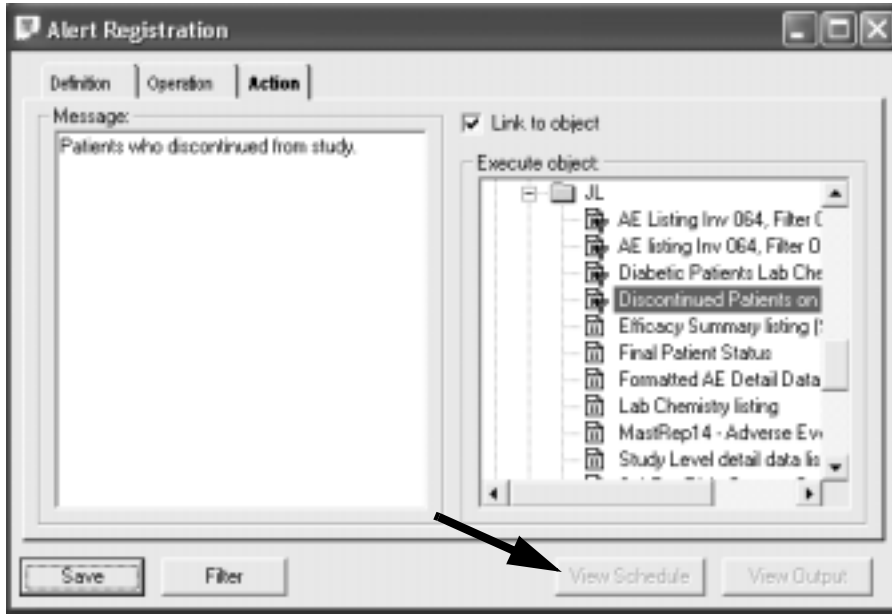 Alert Registration
Definition
Operation
Action
Message:
Patients who discontinued from study.
Link to object
Execute object:
JL
AE Listing Inv 064, Filter
AE listing Inv 064, Filter
Diabetic Patients Lab Che
Discontinued Patients on
Efficacy Summary listing
Final Patient Status
Formatted AE Detail Data
Lab Chemistry listing
MastRep14 - Adverse Ev
Study Level detail data lis
Save
Filter
View Schedule
View Output